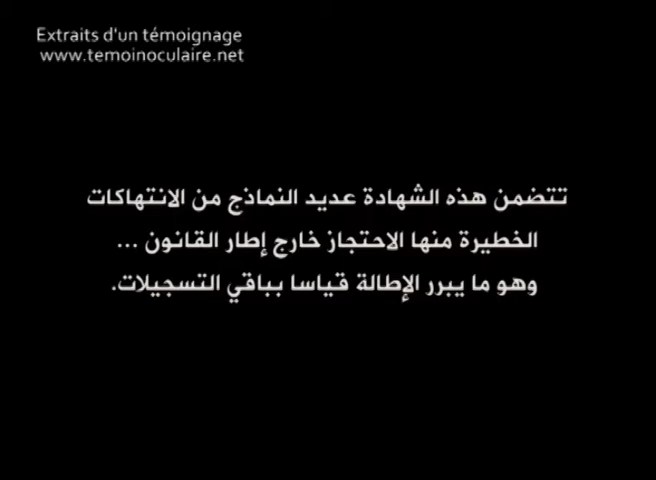 Extraits d'un témoignage
www.temoinoculaire.net
تتضمن هذه الشهادة عديد النماذج من الانتهاكات
الخطيرة منها الاحتجاز خارج إطار القانون ...
وهو ما يبرر الإطالة قياسا بباقي التسجيلات.